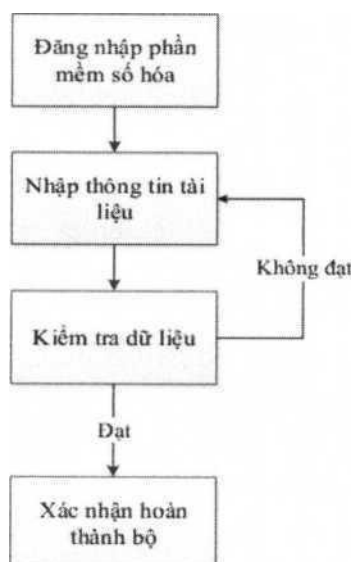 Đăng nhập phần
mềm số hóa
Nhập thông tin tài
liệu
Không đạt
Kiểm tra dữ liệu
Đạt
Xác nhận hoàn
thành bộ